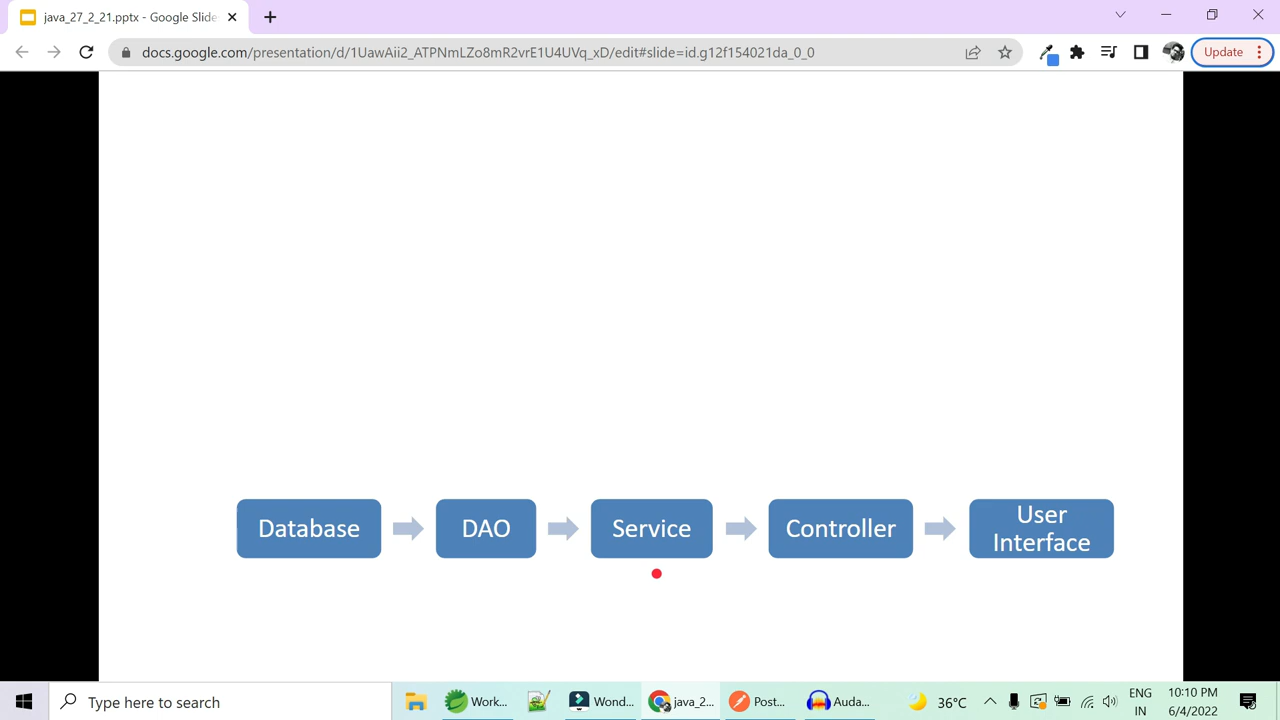 java_27_2_21.pptx - Google Slide
docs.google.com/presentation/d/1UawAii2_ATPNmLZo8mR2vrE1U4UVq_xD/edit#slide=id.g12f154021da_0_0
Update
Database
DAO
Service
Controller
User
Interface
Type here to search
Work...
Wond...
java_2...
Post...
Auda...
36°C
ENG
IN
10:10 PM
6/4/2022